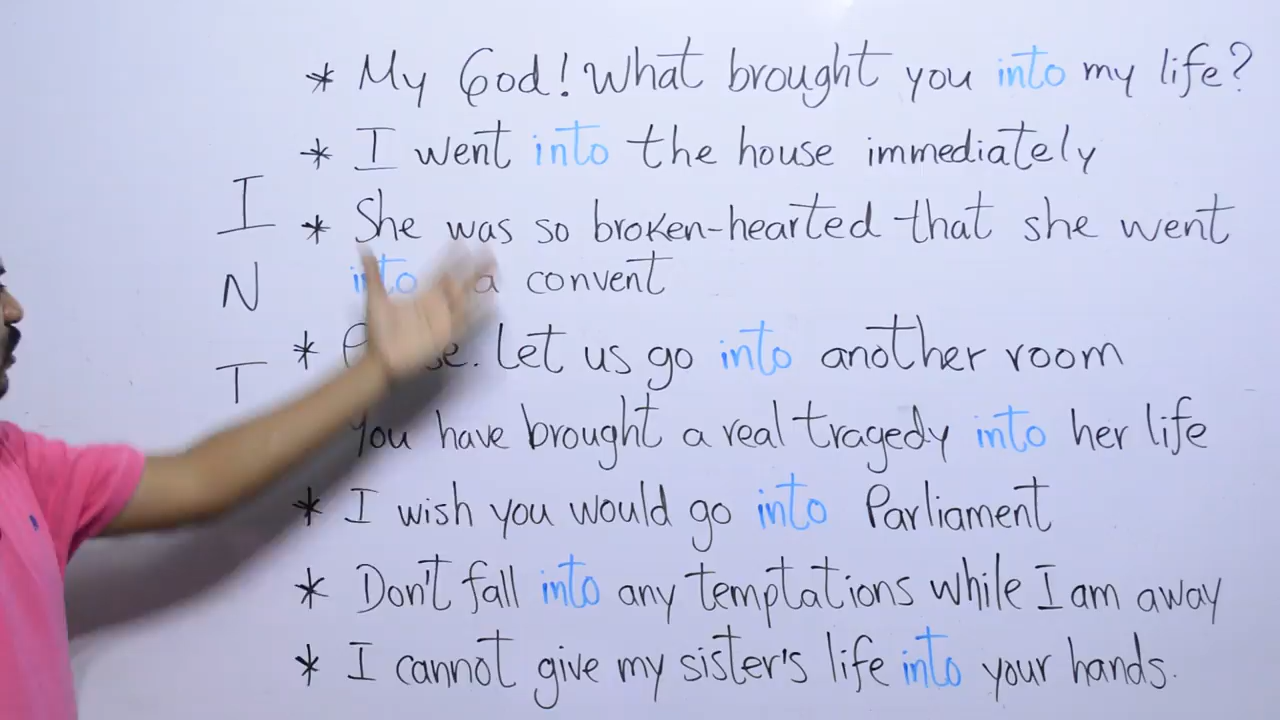 * My God! What brought you into my life?
* I went into the house immediately
* She was so broken-hearted that she went
into a convent
* let us go into another room
You have brought a real tragedy into her life
* I wish you would go into Parliament
* Don't fall into any temptations while I am away
* I cannot give my sister's life into your hands.
I
N
T